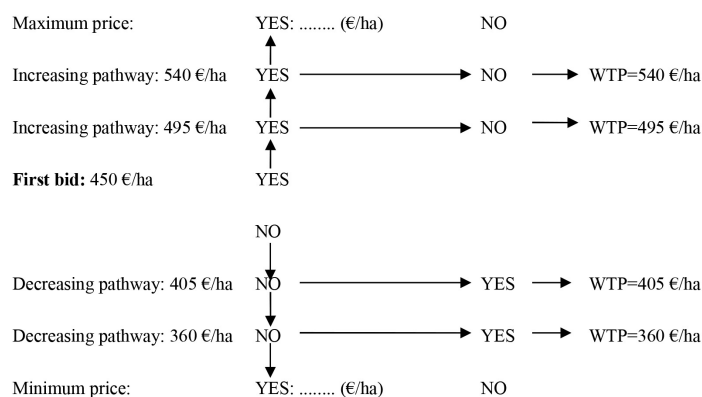 Maximum price: YES: ........ (€/ha) NO
Increasing pathway: 540 €/ha YES NO WTP=540 €/ha
Increasing pathway: 495 €/ha YES NO WTP=495 €/ha
First bid: 450 €/ha YES
NO
Decreasing pathway: 405 €/ha NO YES WTP=405 €/ha
Decreasing pathway: 360 €/ha NO YES WTP=360 €/ha
Minimum price: YES: ........ (€/ha) NO